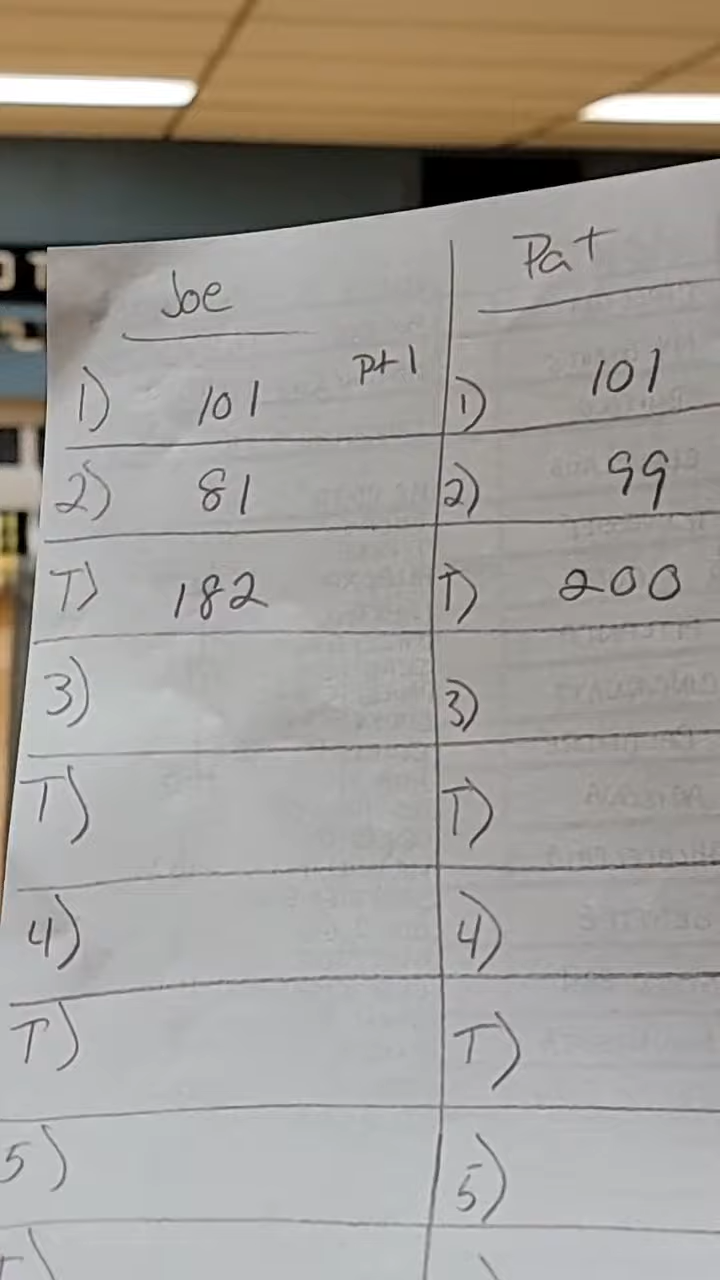 Joe Pat
pt 1
1) 101 1) 101
2) 81 2) 99
T) 182 T) 200
3) 3)
T) T)
4) 4)
T) T)
5) 5)